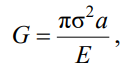 G = πσ²a / E ,